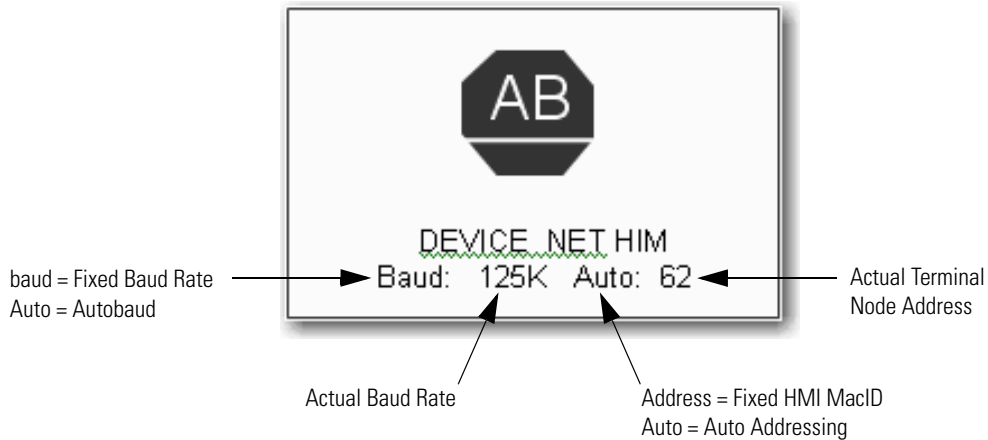 AB
DEVICE NET HIM
Baud: 125K Auto: 62
baud = Fixed Baud Rate
Auto = Autobaud
Actual Terminal
Node Address
Actual Baud Rate
Address = Fixed HMI MacID
Auto = Auto Addressing